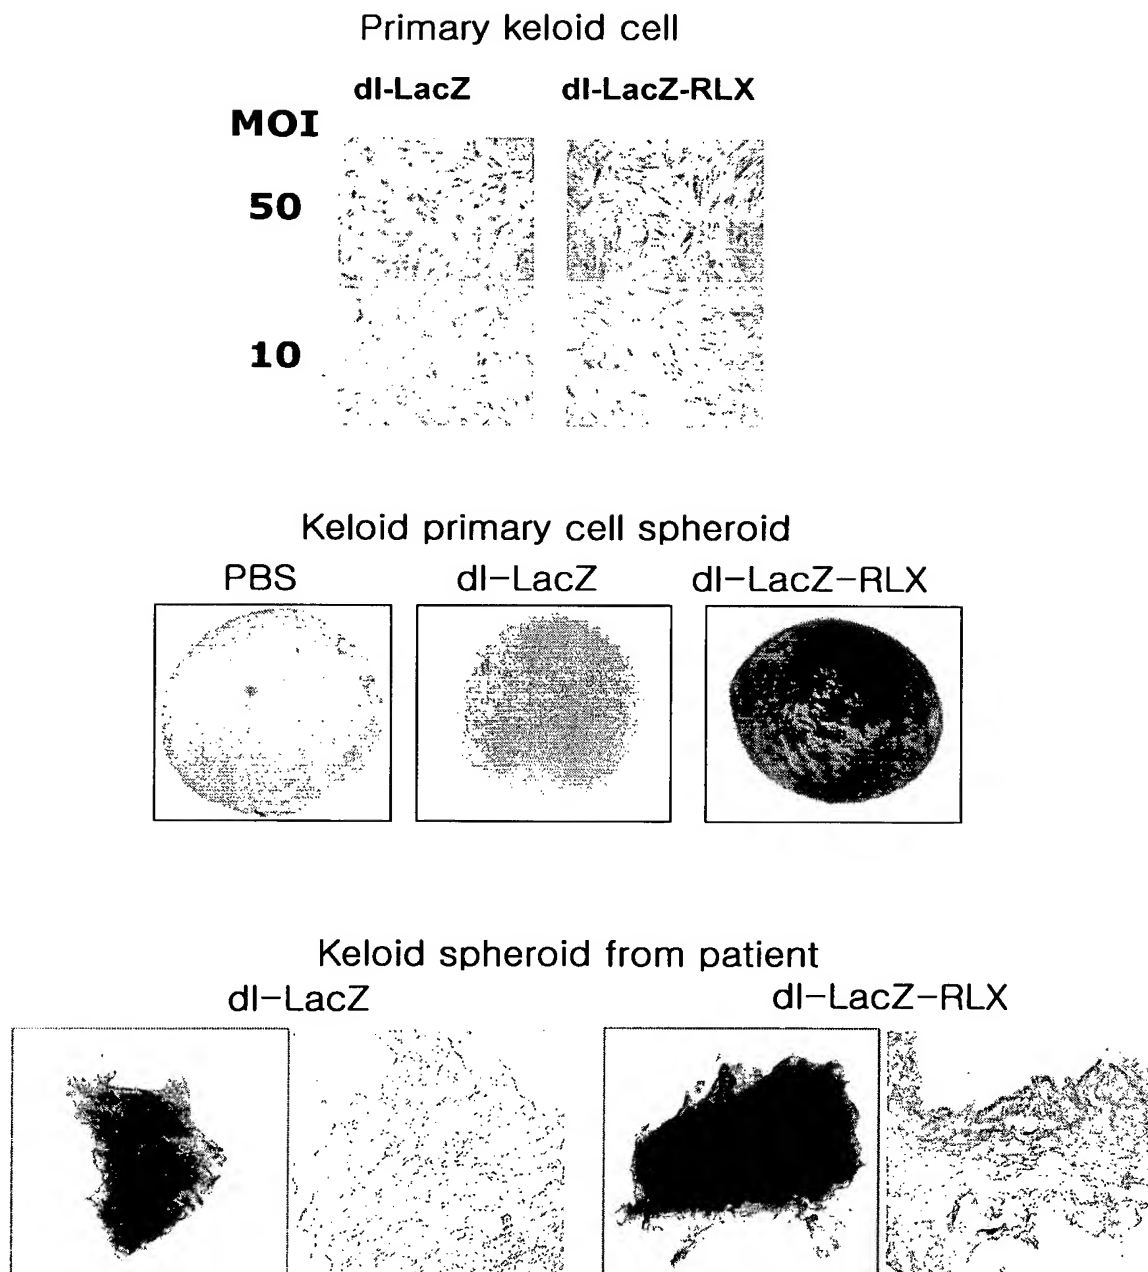 Primary keloid cell
dl-LacZ dl-LacZ-RLX
MOI
50
10
Keloid primary cell spheroid
PBS dl-LacZ dl-LacZ-RLX
Keloid spheroid from patient
dl-LacZ dl-LacZ-RLX